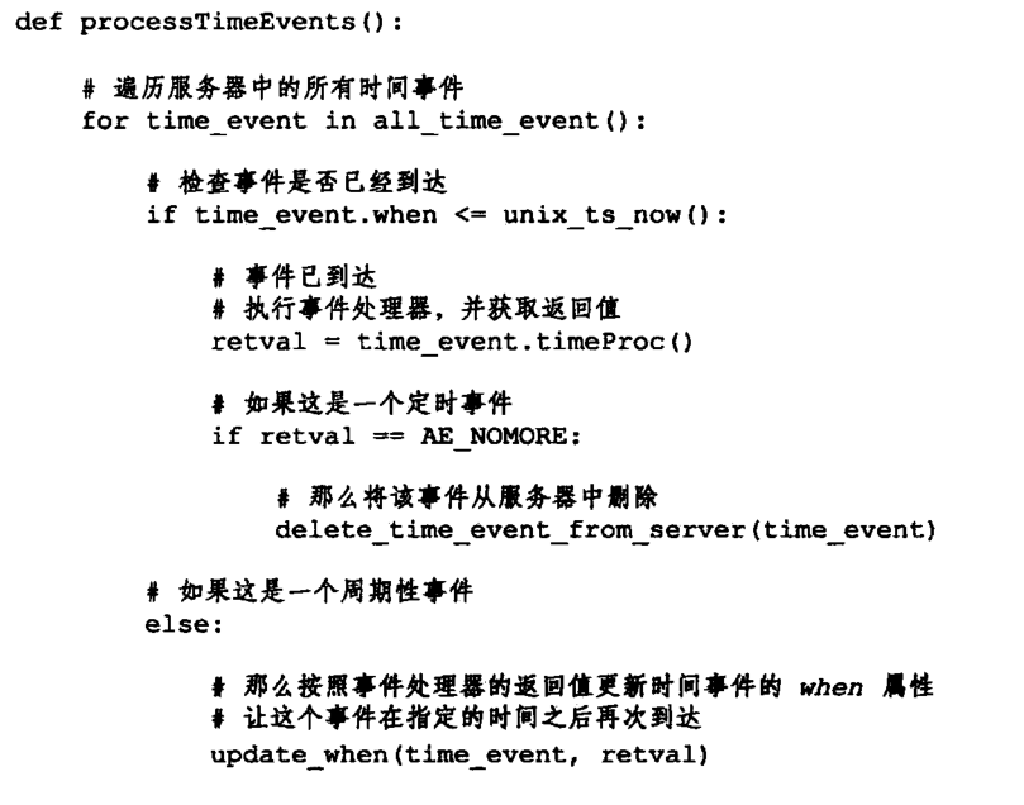 def processTimeEvents():
    # 遍历服务器中的所有时间事件
    for time_event in all_time_event():
        # 检查事件是否已经到达
        if time_event.when <= unix_ts_now():
            # 事件已到达
            # 执行事件处理器，并获取返回值
            retval = time_event.timeProc()
            # 如果这是一个定时事件
            if retval == AE_NOMORE:
                # 那么将该事件从服务器中删除
                delete_time_event_from_server(time_event)
        # 如果这是一个周期性事件
        else:
            # 那么按照事件处理器的返回值更新时间事件的 when 属性
            # 让这个事件在指定的时间之后再次到达
            update_when(time_event, retval)